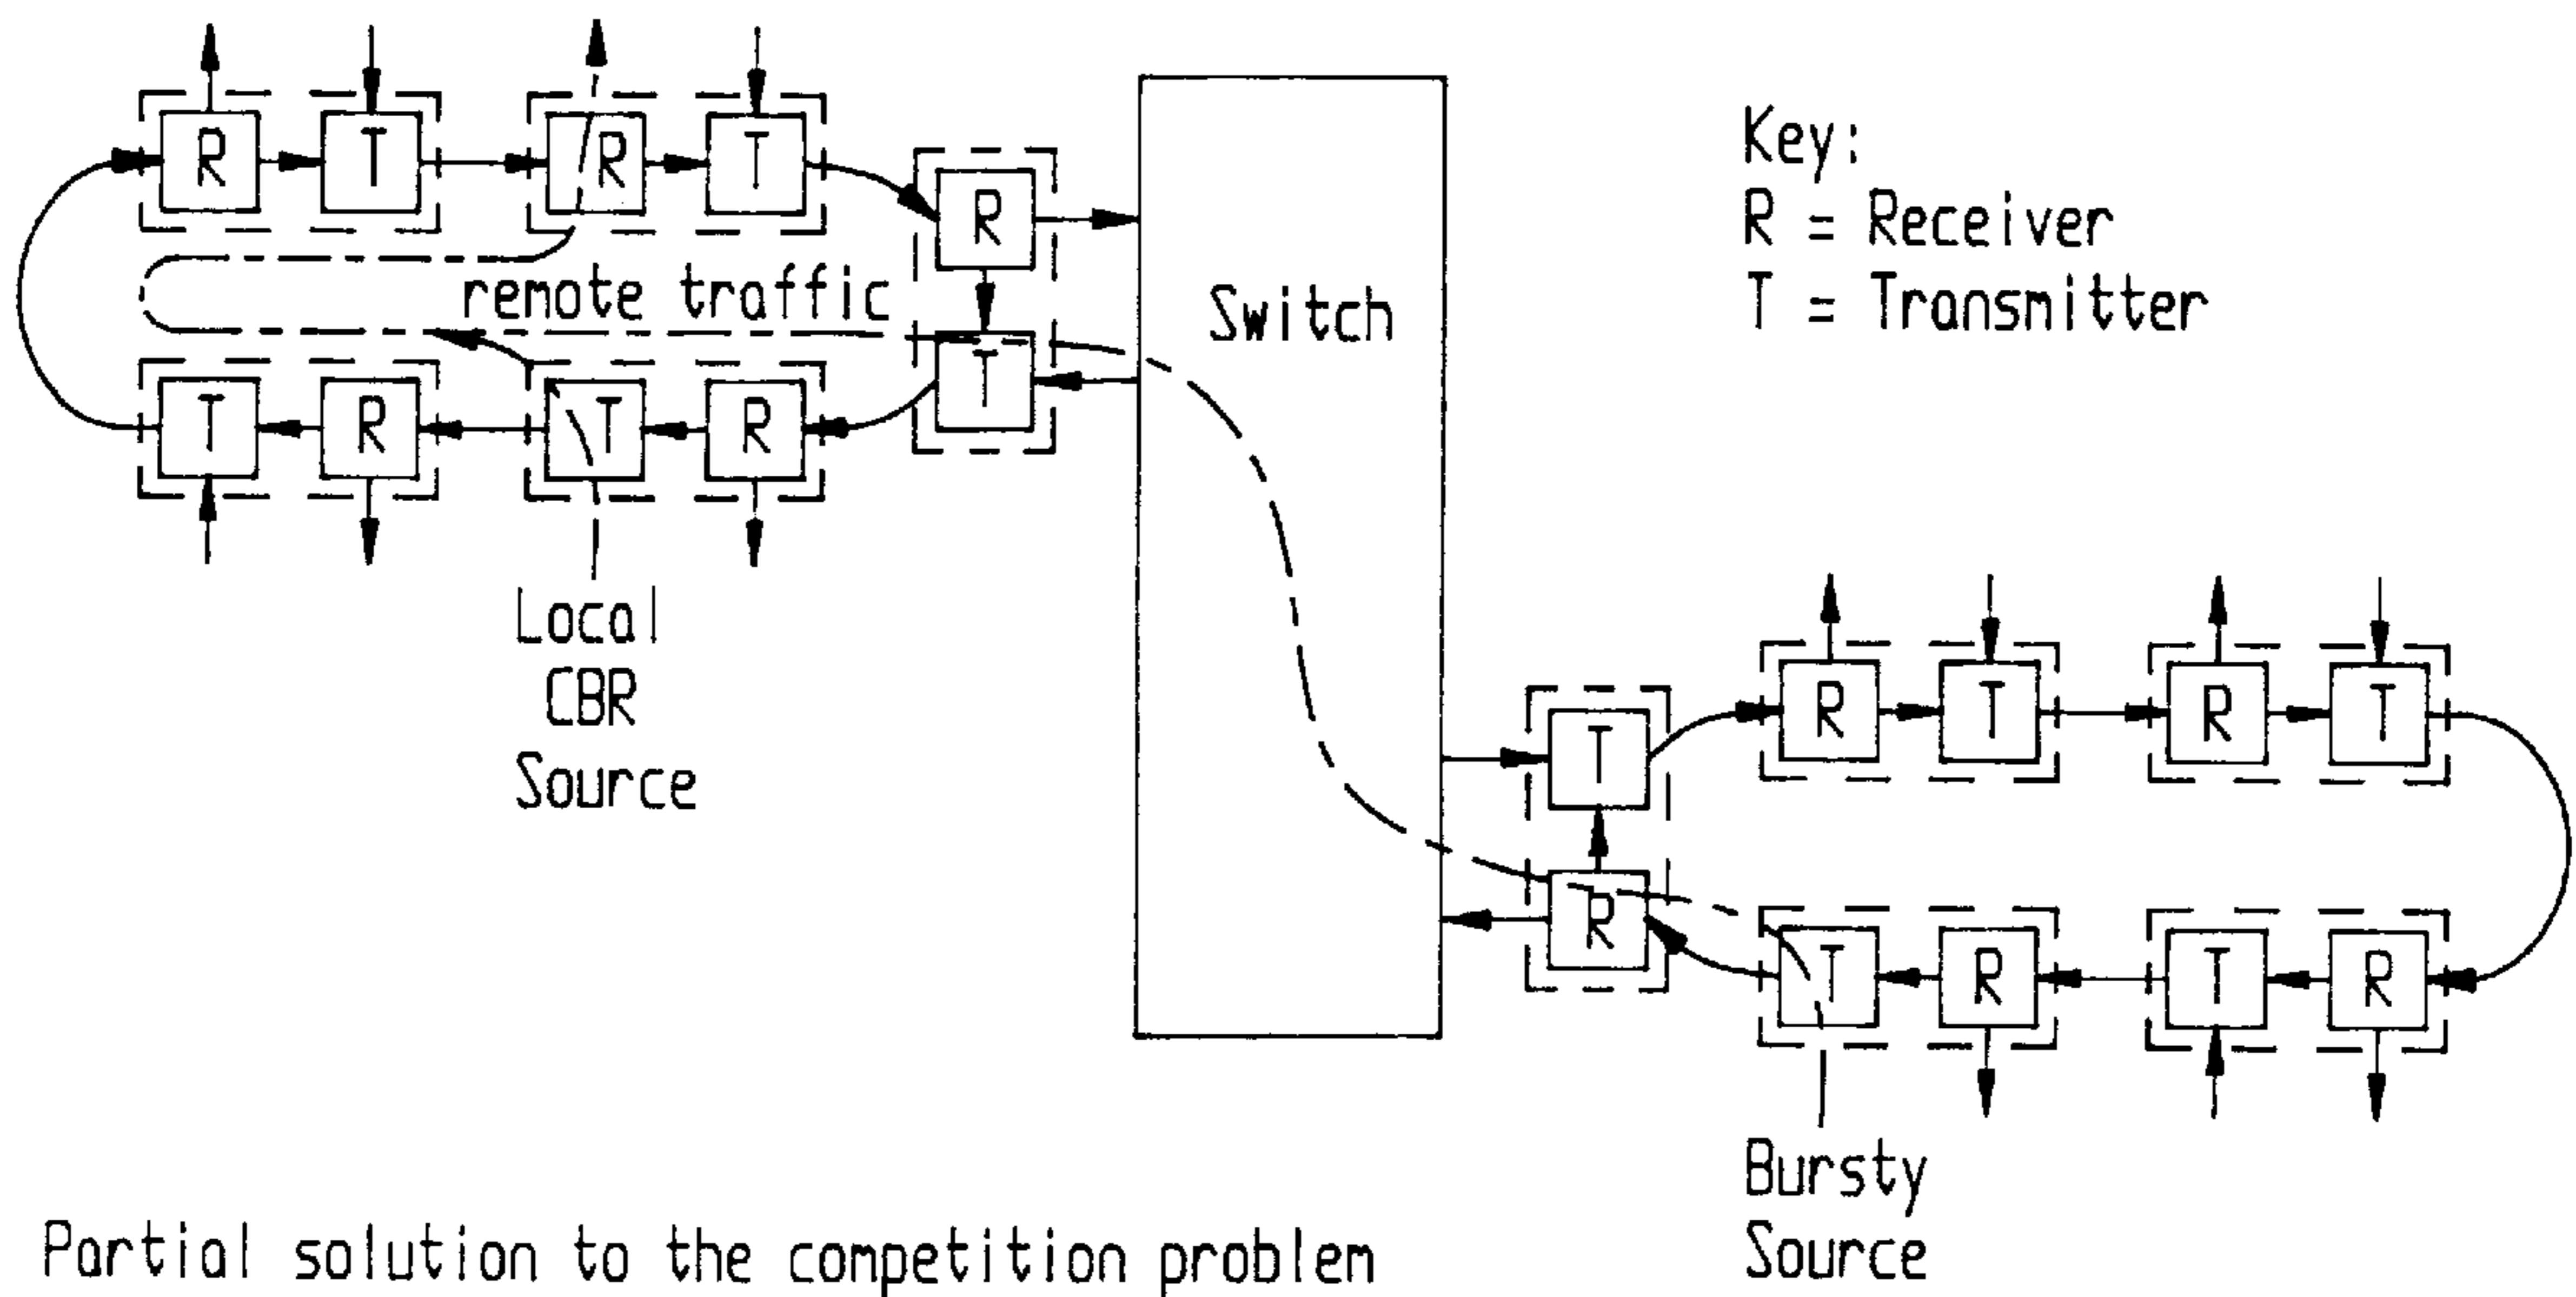 R T R T
R
Key:
R = Receiver
T = Transmitter
remote traffic
Switch
T
T R T R
Local
CBR
Source
T
R T R T
R
T R T R
Bursty
Source
Partial solution to the competition problem